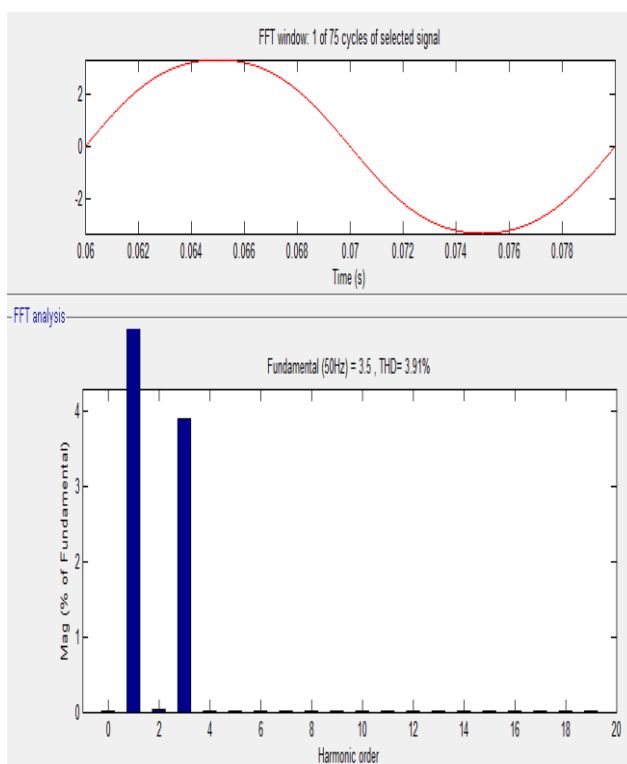 FFT window: 1 of 75 cycles of selected signal
2
0
-2
0.06 0.062 0.064 0.066 0.068 0.07 0.072 0.074 0.076 0.078
Time (s)
FFT analysis
Fundamental (50Hz) = 3.5 , THD= 3.91%
Mag (% of Fundamental)
4
3
2
1
0
0 2 4 6 8 10 12 14 16 18 20
Harmonic order